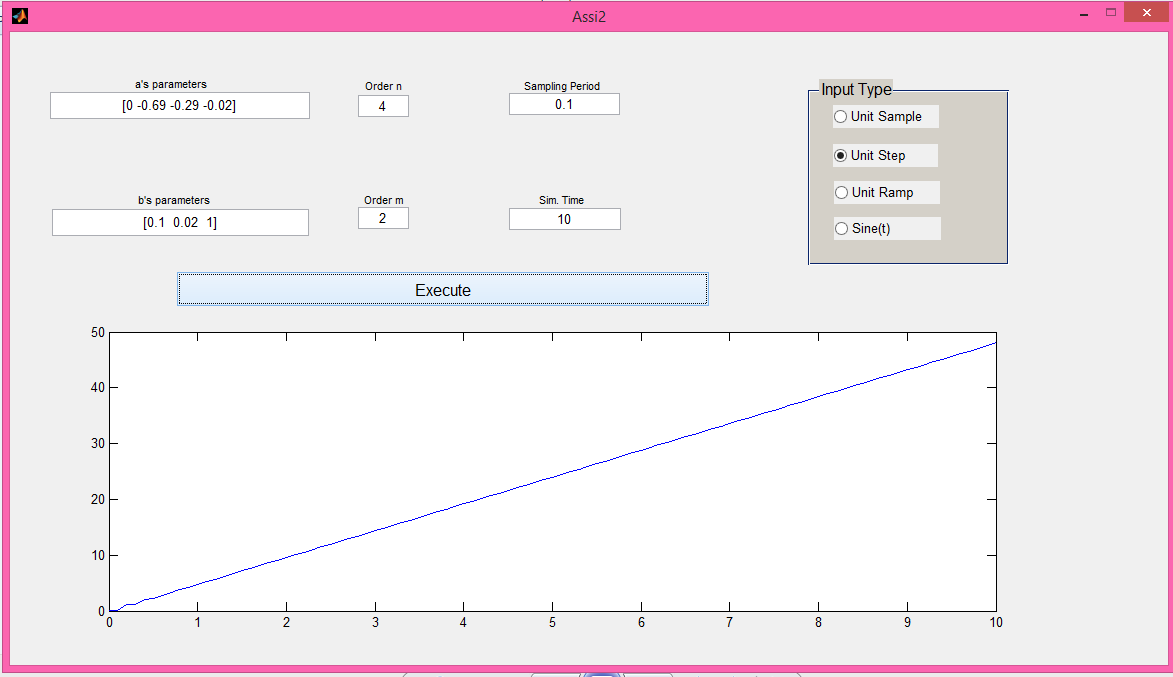 Assi2
a's parameters
[0 -0.69 -0.29 -0.02]
Order n
4
Sampling Period
0.1
Input Type
Unit Sample
Unit Step
Unit Ramp
Sine(t)
b's parameters
[0.1  0.02  1]
Order m
2
Sim. Time
10
Execute
50
40
30
20
10
0
0 1 2 3 4 5 6 7 8 9 10